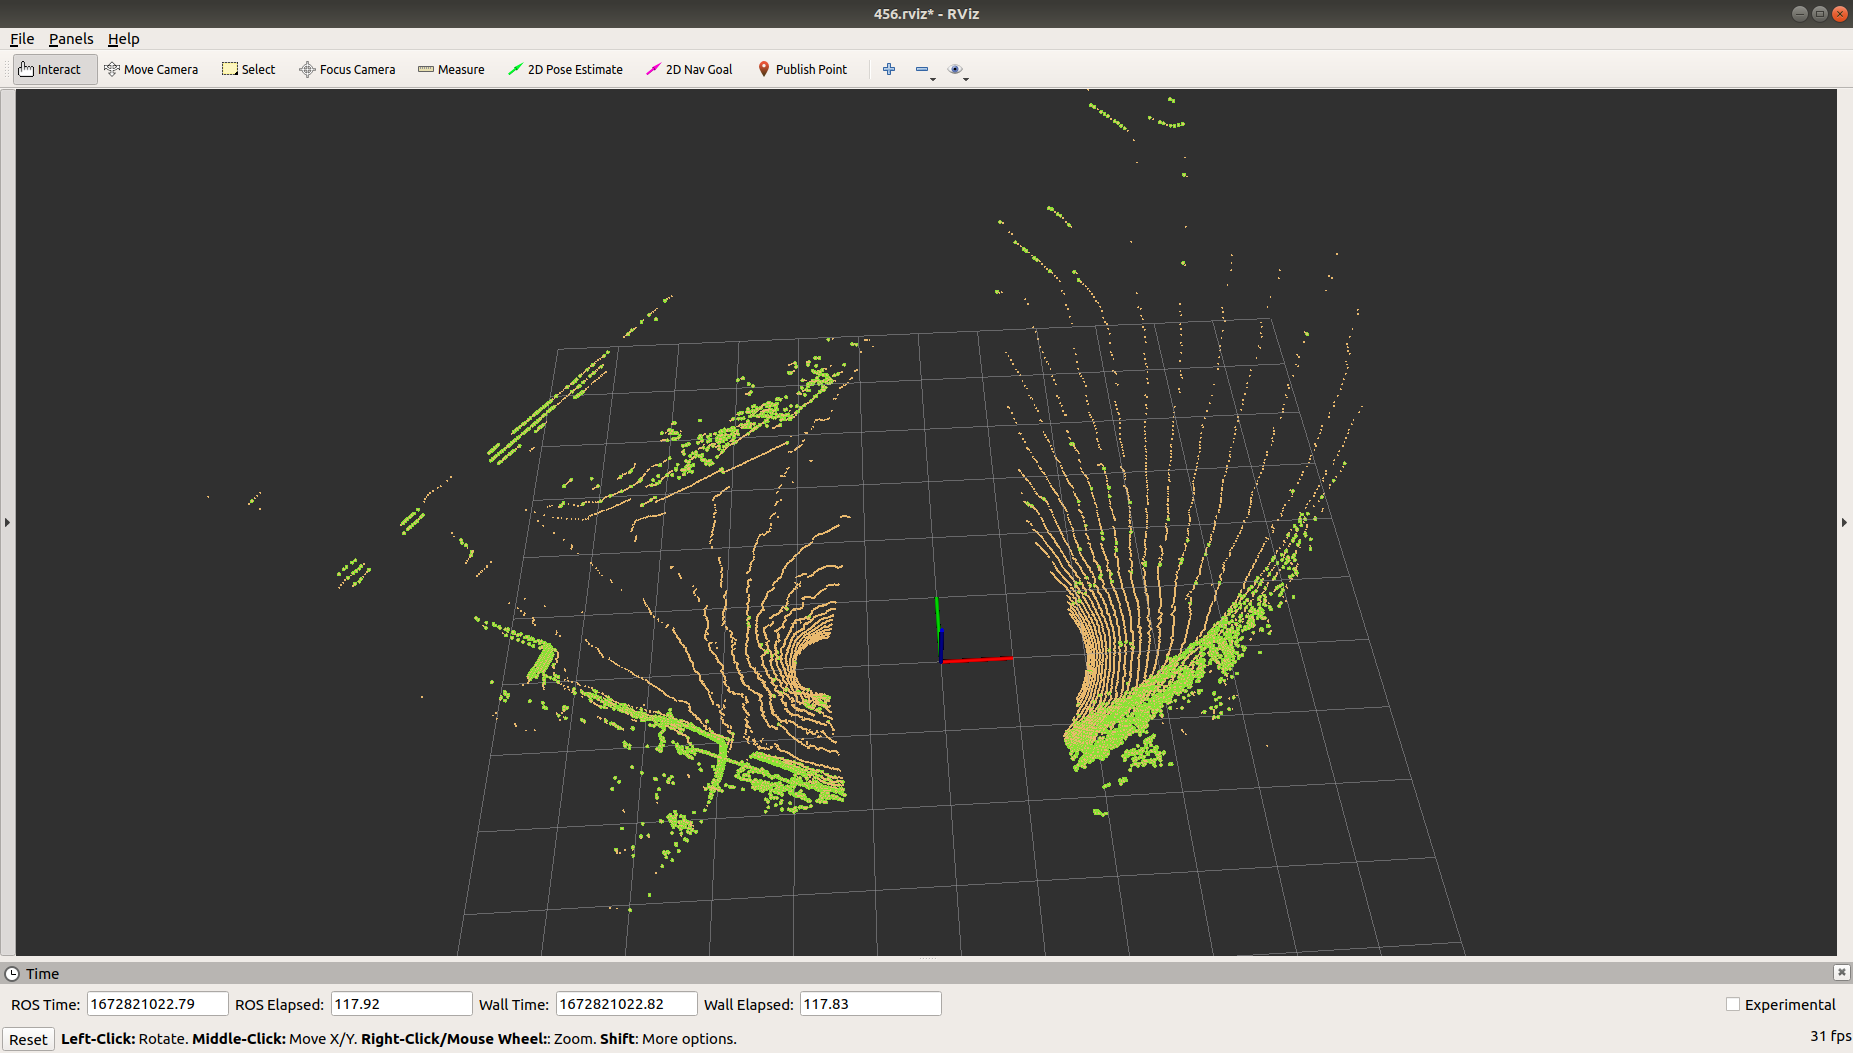 456.rviz* - RViz
File Panels Help
Interact Move Camera Select Focus Camera Measure 2D Pose Estimate 2D Nav Goal Publish Point
Time
ROS Time: 1672821022.79 ROS Elapsed: 117.92 Wall Time: 1672821022.82 Wall Elapsed: 117.83 Experimental
Reset Left-Click: Rotate. Middle-Click: Move X/Y. Right-Click/Mouse Wheel:: Zoom. Shift: More options. 31 fps